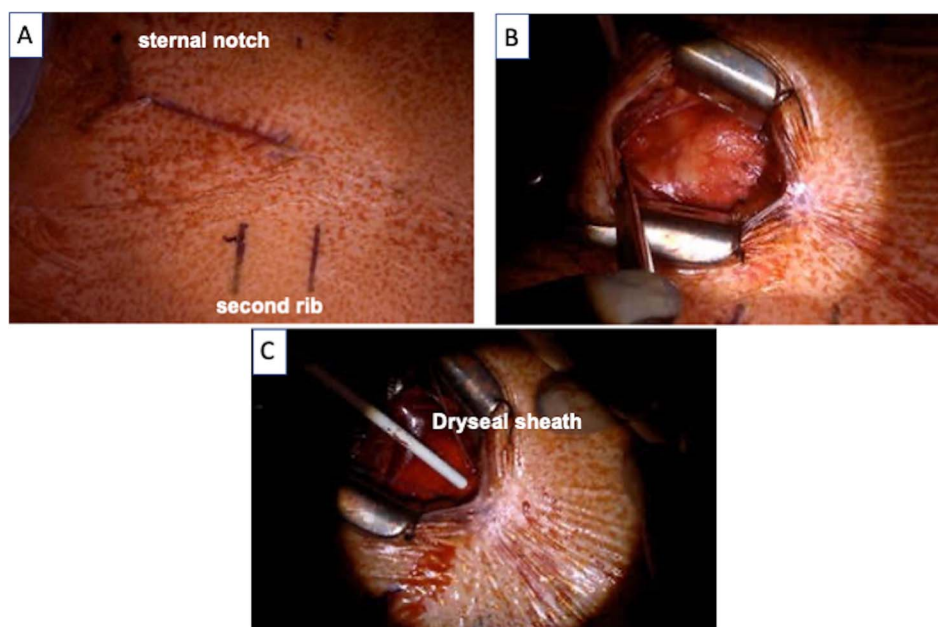 A
sternal notch
second rib
B
C
Dryseal sheath